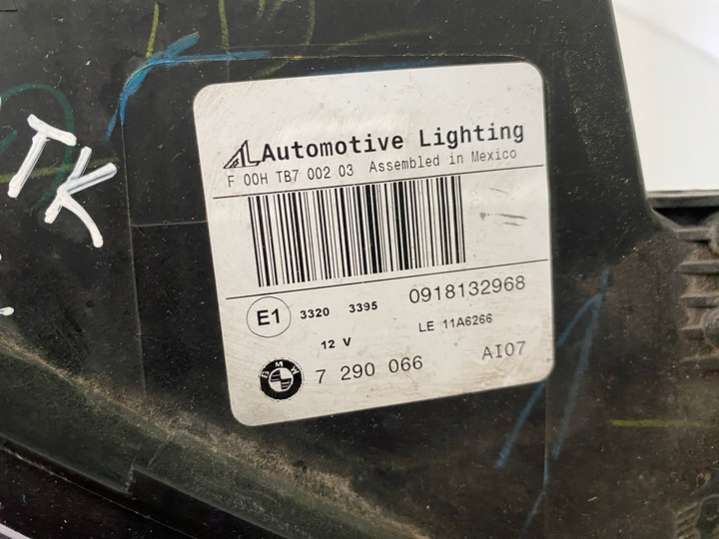 TK
AL Automotive Lighting
F 00H TB7 002 03 Assembled in Mexico
E1 3320 3395 0918132968
12 V LE 11A6266
BMW 7 290 066 AI07